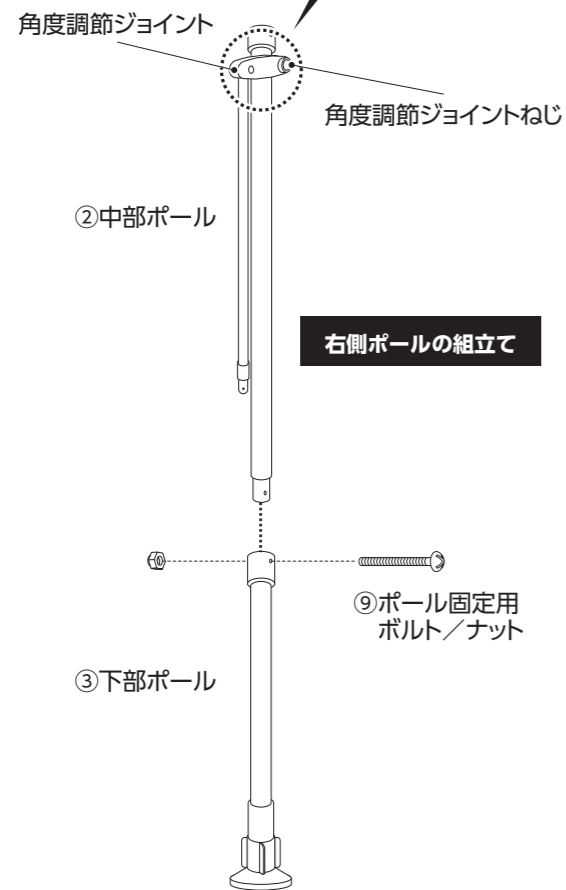 角度調節ジョイント
角度調節ジョイントねじ
②中部ポール
右側ポールの組立て
⑨ポール固定用
ボルト／ナット
③下部ポール